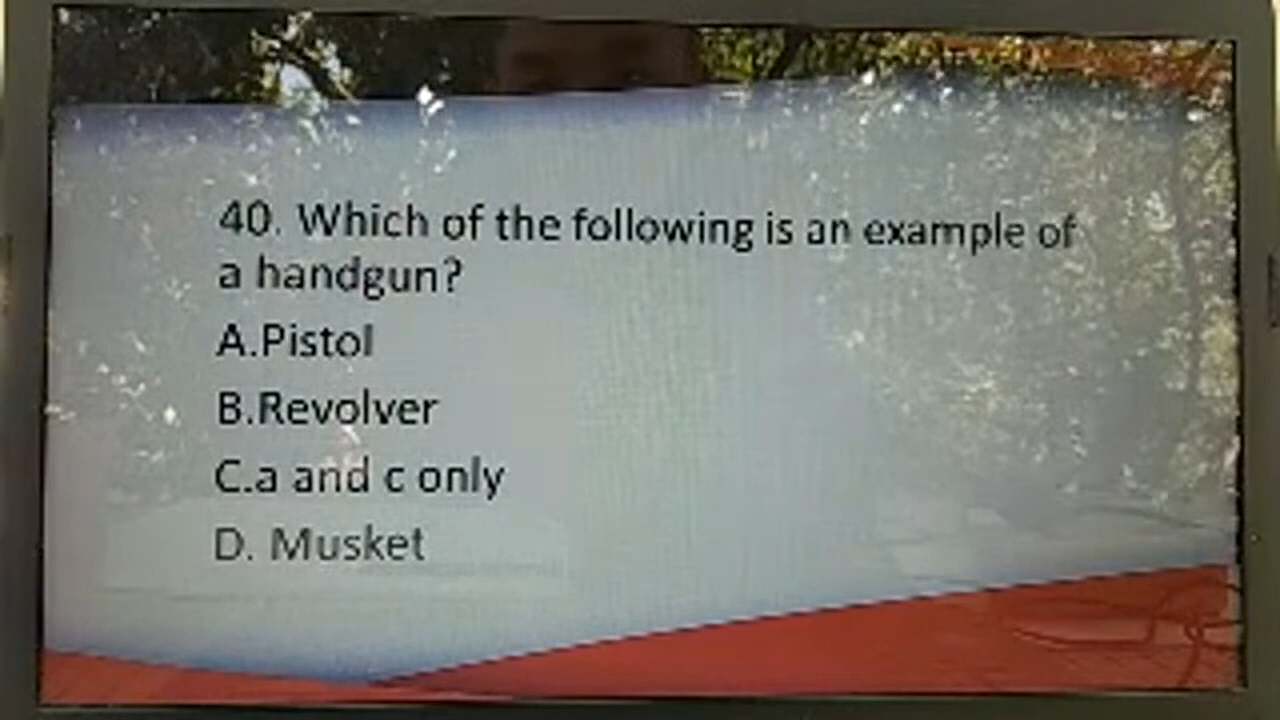 40. Which of the following is an example of
a handgun?
A.Pistol
B.Revolver
C.a and c only
D. Musket